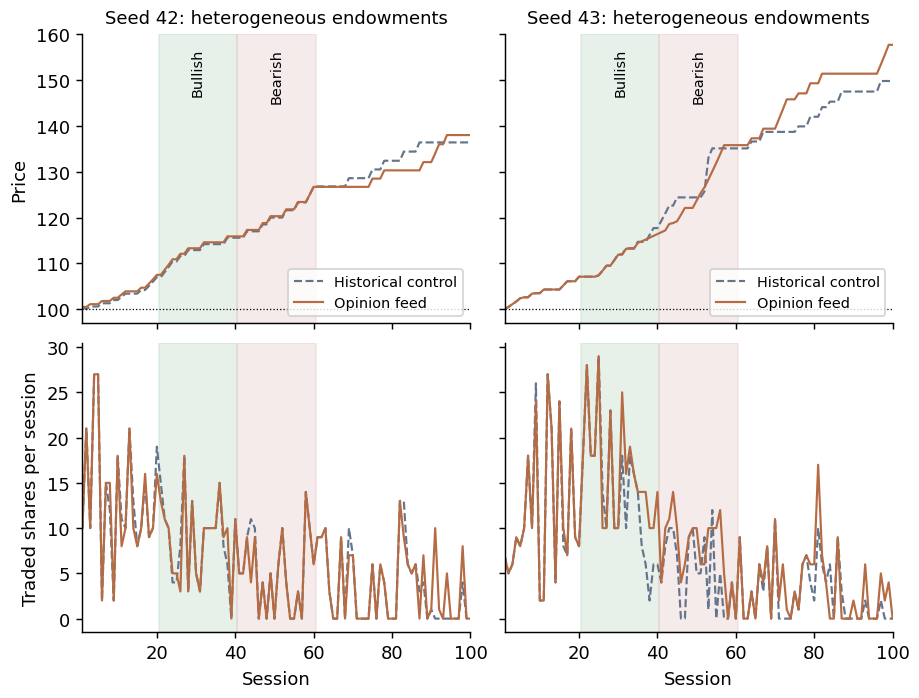 Seed 42: heterogeneous endowments
Seed 43: heterogeneous endowments
160
150
140
130
120
110
100
Price
Bullish
Bearish
Historical control
Opinion feed
Bullish
Bearish
Historical control
Opinion feed
30
25
20
15
10
5
0
Traded shares per session
20
40
60
80
100
Session
20
40
60
80
100
Session